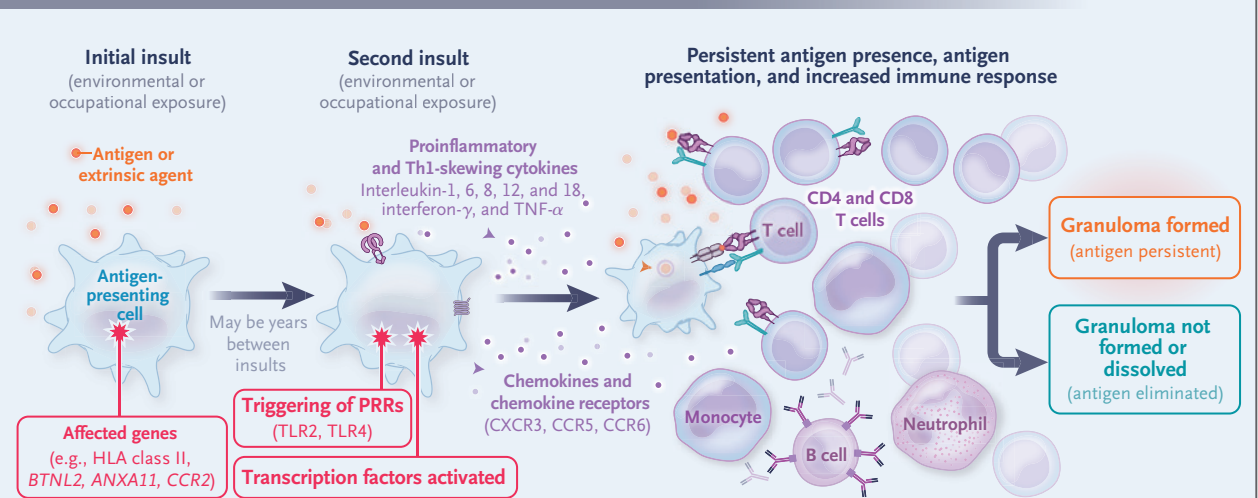 Initial insult
(environmental or
occupational exposure)
Antigen or
extrinsic agent
Antigen-
presenting
cell
Affected genes
(e.g., HLA class II,
BTNL2, ANXA11, CCR2)
May be years
between
insults
Second insult
(environmental or
occupational exposure)
Proinflammatory
and Th1-skewing cytokines
Interleukin-1, 6, 8, 12, and 18,
interferon-γ, and TNF-α
Triggering of PRRs
(TLR2, TLR4)
Transcription factors activated
Chemokines and
chemokine receptors
(CXCR3, CCR5, CCR6)
Persistent antigen presence, antigen
presentation, and increased immune response
CD4 and CD8
T cells
T cell
Monocyte
B cell
Neutrophil
Granuloma formed
(antigen persistent)
Granuloma not
formed or
dissolved
(antigen eliminated)